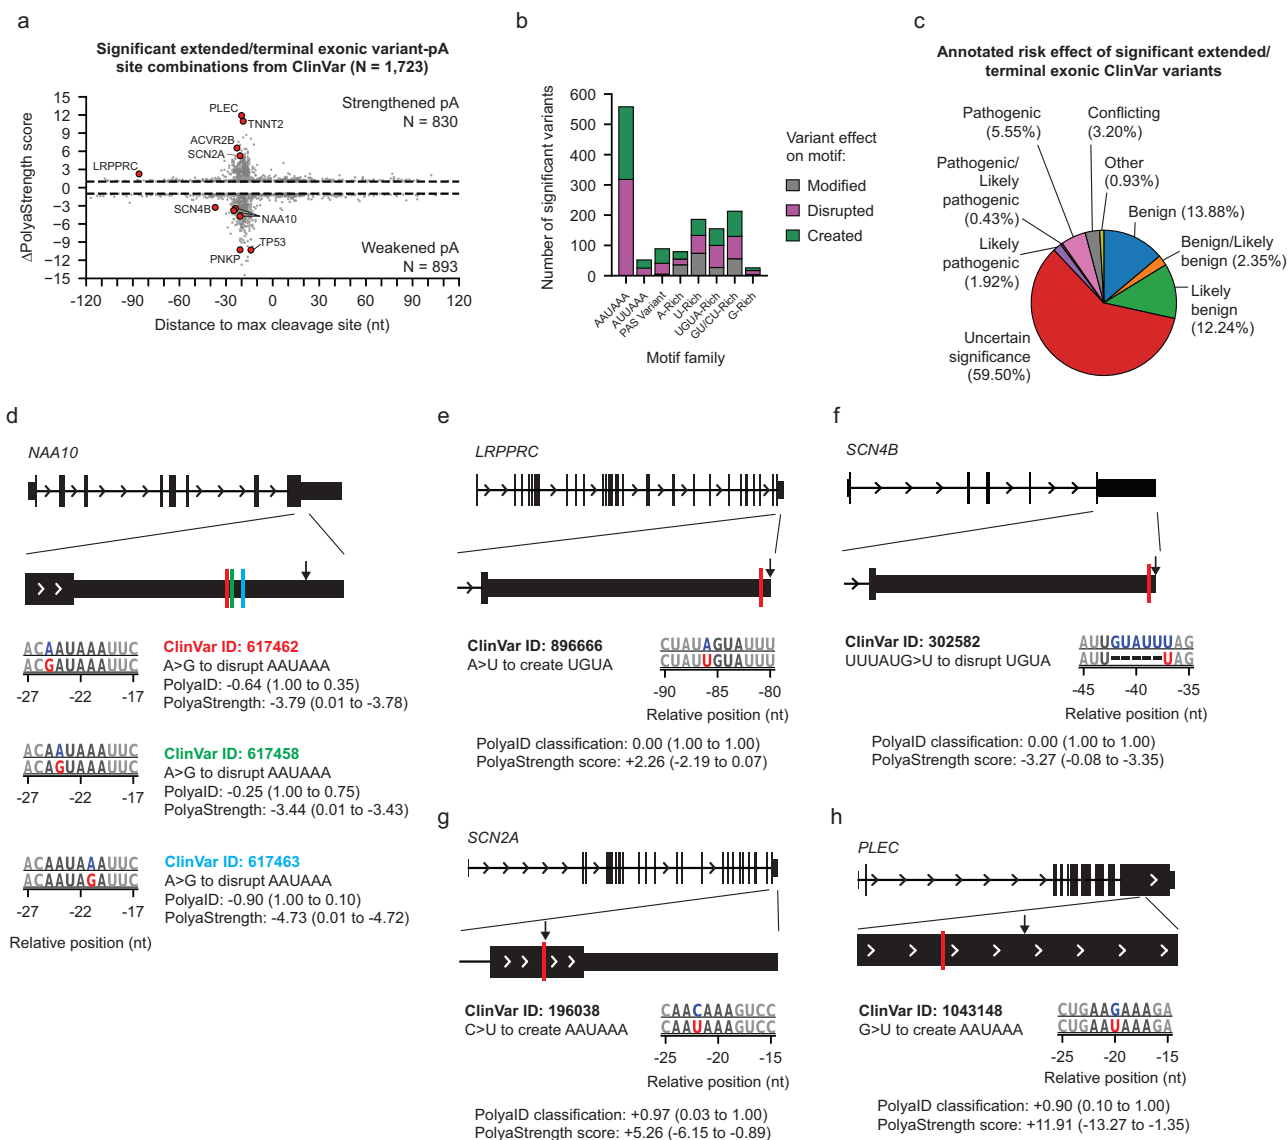 a
Significant extended/terminal exonic variant-pA
site combinations from ClinVar (N = 1,723)
ΔPolyaStrength score
15
12
9
6
3
0
−3
−6
−9
−12
−15
PLEC
TNNT2
ACVR2B
SCN2A
LRPPRC
SCN4B
NAA10
TP53
PNKP
Strengthened pA
N = 830
Weakened pA
N = 893
-120 -90 -60 -30 0 30 60 90 120
Distance to max cleavage site (nt)
b
Number of significant variants
600
500
400
300
200
100
0
AAUAAA
AUUAAA
PAS Variant
A-Rich
U-Rich
UGUA-Rich
GU/CU-Rich
G-Rich
Motif family
Variant effect
on motif:
Modified
Disrupted
Created
c
Annotated risk effect of significant extended/
terminal exonic ClinVar variants
Pathogenic
(5.55%)
Conflicting
(3.20%)
Pathogenic/
Likely
pathogenic
(0.43%)
Other
(0.93%)
Benign (13.88%)
Likely
pathogenic
(1.92%)
Benign/Likely
benign (2.35%)
Likely
benign
(12.24%)
Uncertain
significance
(59.50%)
d
NAA10
ACAAUAAAUUC
ACGAUAAAUUC
-27 -22 -17
ClinVar ID: 617462
A>G to disrupt AAUAAA
PolyaID: -0.64 (1.00 to 0.35)
PolyaStrength: -3.79 (0.01 to -3.78)
ACAAUAAAUUC
ACAGUAAAUUC
-27 -22 -17
ClinVar ID: 617458
A>G to disrupt AAUAAA
PolyaID: -0.25 (1.00 to 0.75)
PolyaStrength: -3.44 (0.01 to -3.43)
ACAAUAAAUUC
ACAAUAGAUUC
-27 -22 -17
Relative position (nt)
ClinVar ID: 617463
A>G to disrupt AAUAAA
PolyaID: -0.90 (1.00 to 0.10)
PolyaStrength: -4.73 (0.01 to -4.72)
e
LRPPRC
ClinVar ID: 896666
A>U to create UGUA
CUAUAGUAUUU
CUAUUGUAUUU
-90 -85 -80
Relative position (nt)
PolyaID classification: 0.00 (1.00 to 1.00)
PolyaStrength score: +2.26 (-2.19 to 0.07)
f
SCN4B
ClinVar ID: 302582
UUUAUG>U to disrupt UGUA
AUUGUAUUUAG
AUU-----UAG
-45 -40 -35
Relative position (nt)
PolyaID classification: 0.00 (1.00 to 1.00)
PolyaStrength score: -3.27 (-0.08 to -3.35)
g
SCN2A
ClinVar ID: 196038
C>U to create AAUAAA
CAACAAAGUCC
CAAUAAAGUCC
-25 -20 -15
Relative position (nt)
PolyaID classification: +0.97 (0.03 to 1.00)
PolyaStrength score: +5.26 (-6.15 to -0.89)
h
PLEC
ClinVar ID: 1043148
G>U to create AAUAAA
CUGAAGAAAGA
CUGAAUAAAGA
-25 -20 -15
Relative position (nt)
PolyaID classification: +0.90 (0.10 to 1.00)
PolyaStrength score: +11.91 (-13.27 to -1.35)